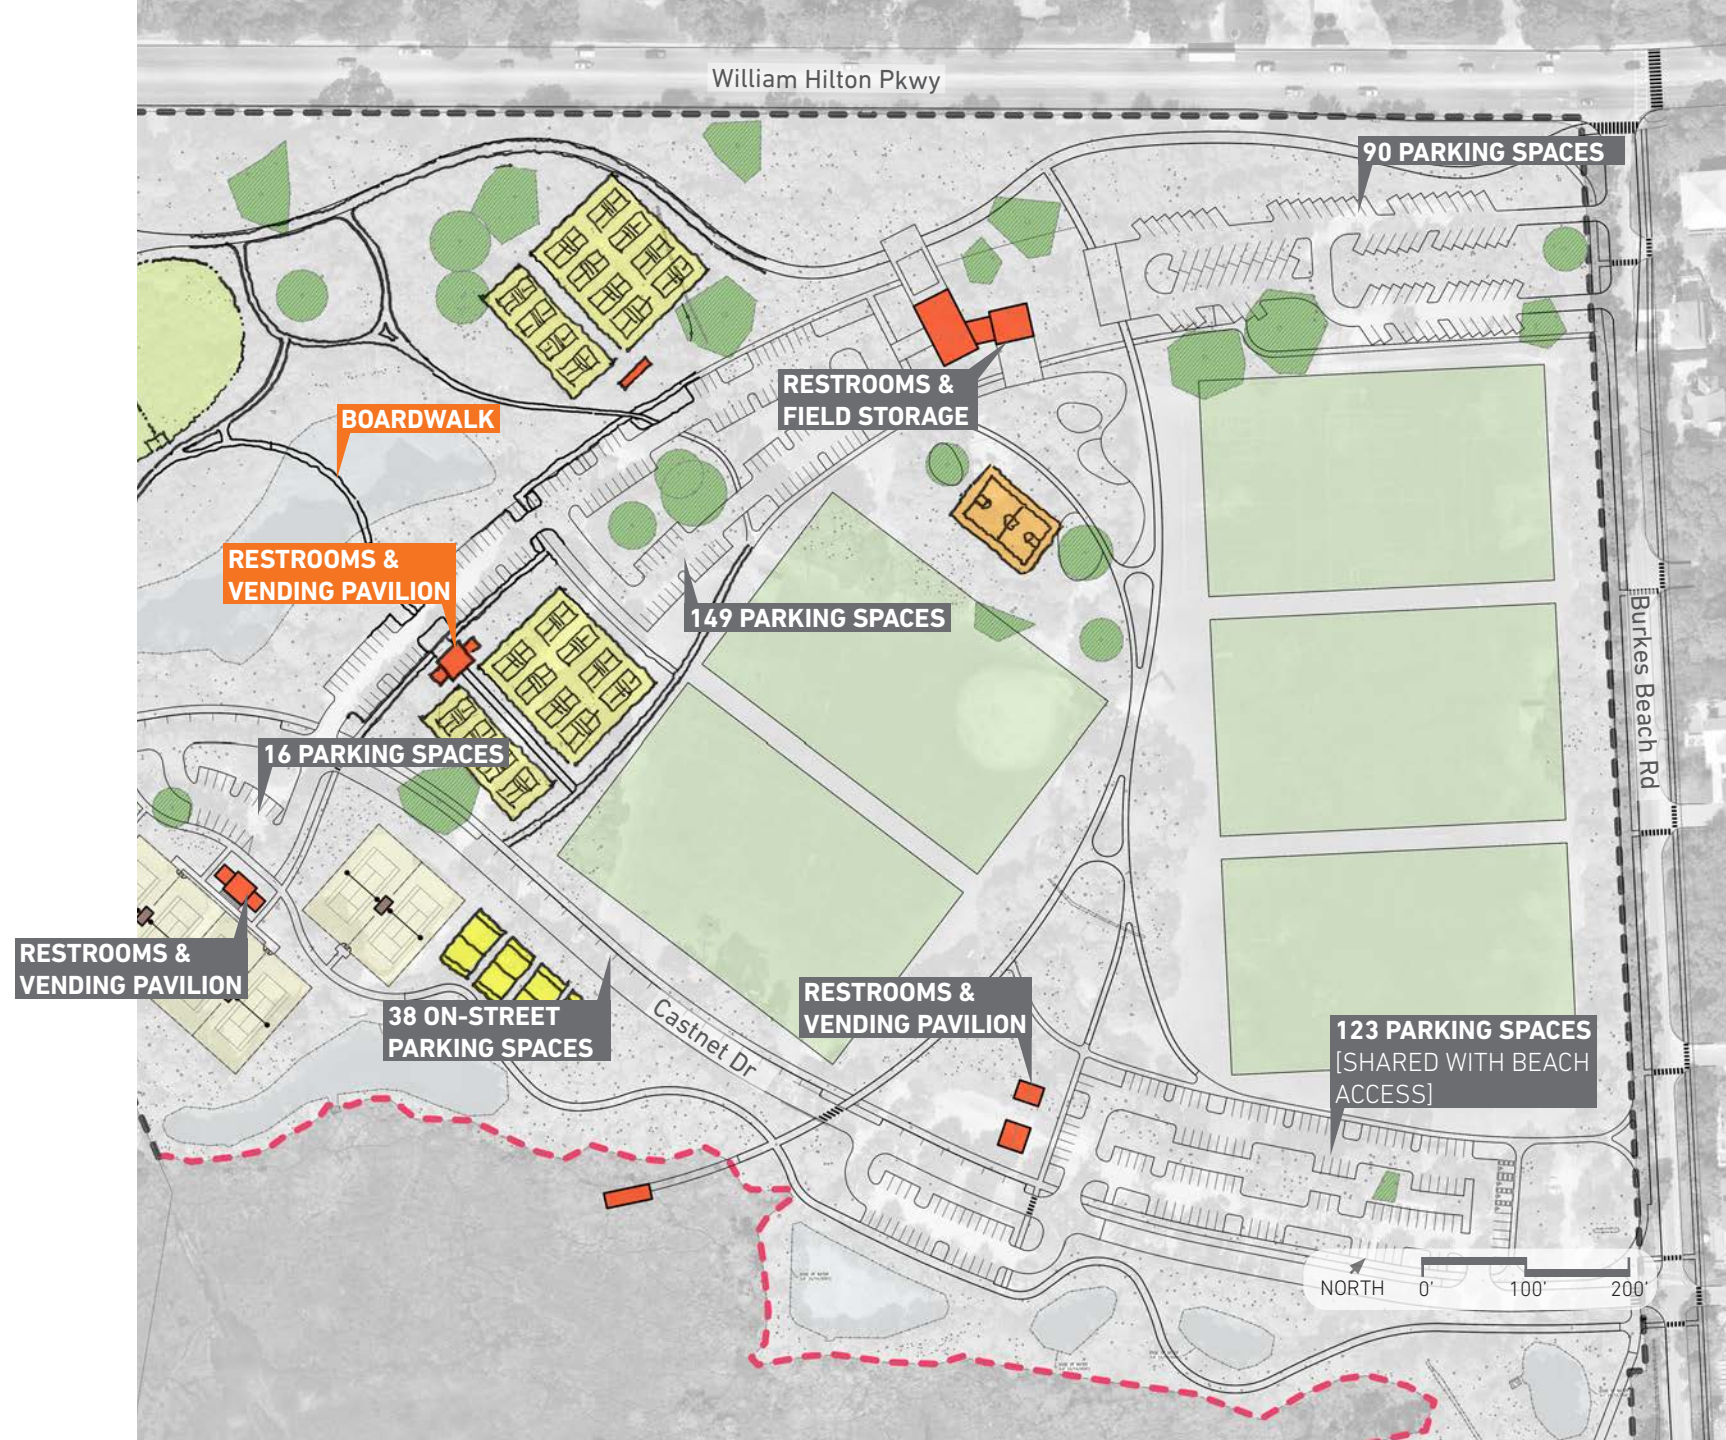 William Hilton Pkwy
90 PARKING SPACES
RESTROOMS &
FIELD STORAGE
BOARDWALK
RESTROOMS &
VENDING PAVILION
149 PARKING SPACES
Burkes Beach Rd
16 PARKING SPACES
RESTROOMS &
VENDING PAVILION
38 ON-STREET
PARKING SPACES
Castnet Dr
RESTROOMS &
VENDING PAVILION
123 PARKING SPACES
[SHARED WITH BEACH
ACCESS]
NORTH
0'
100'
200'